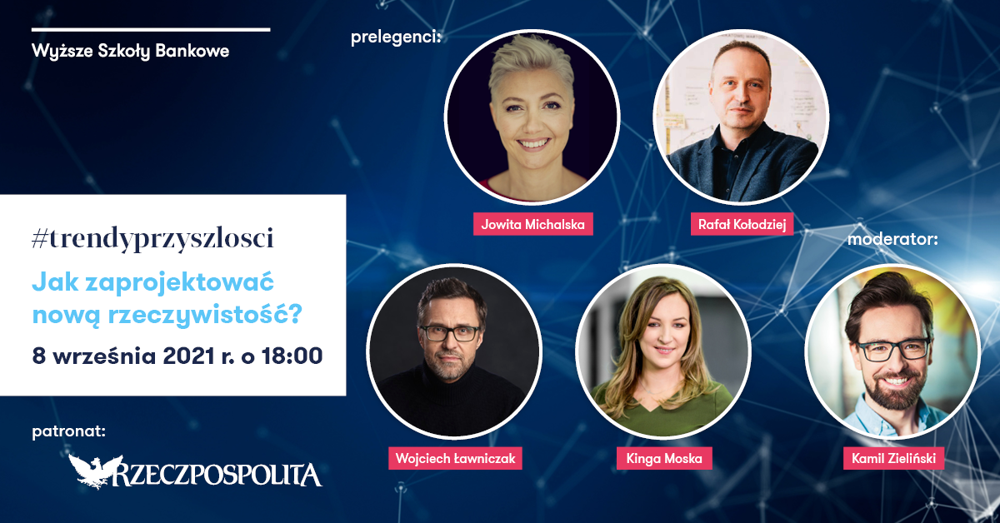 Wyższe Szkoły Bankowe
prelegenci:
Jowita Michalska
Rafał Kołodziej
#trendyprzyszlosci
Jak zaprojektować
nową rzeczywistość?
8 września 2021 r. o 18:00
moderator:
Wojciech Ławniczak
Kinga Moska
Kamil Zieliński
patronat:
RZECZPOSPOLITA